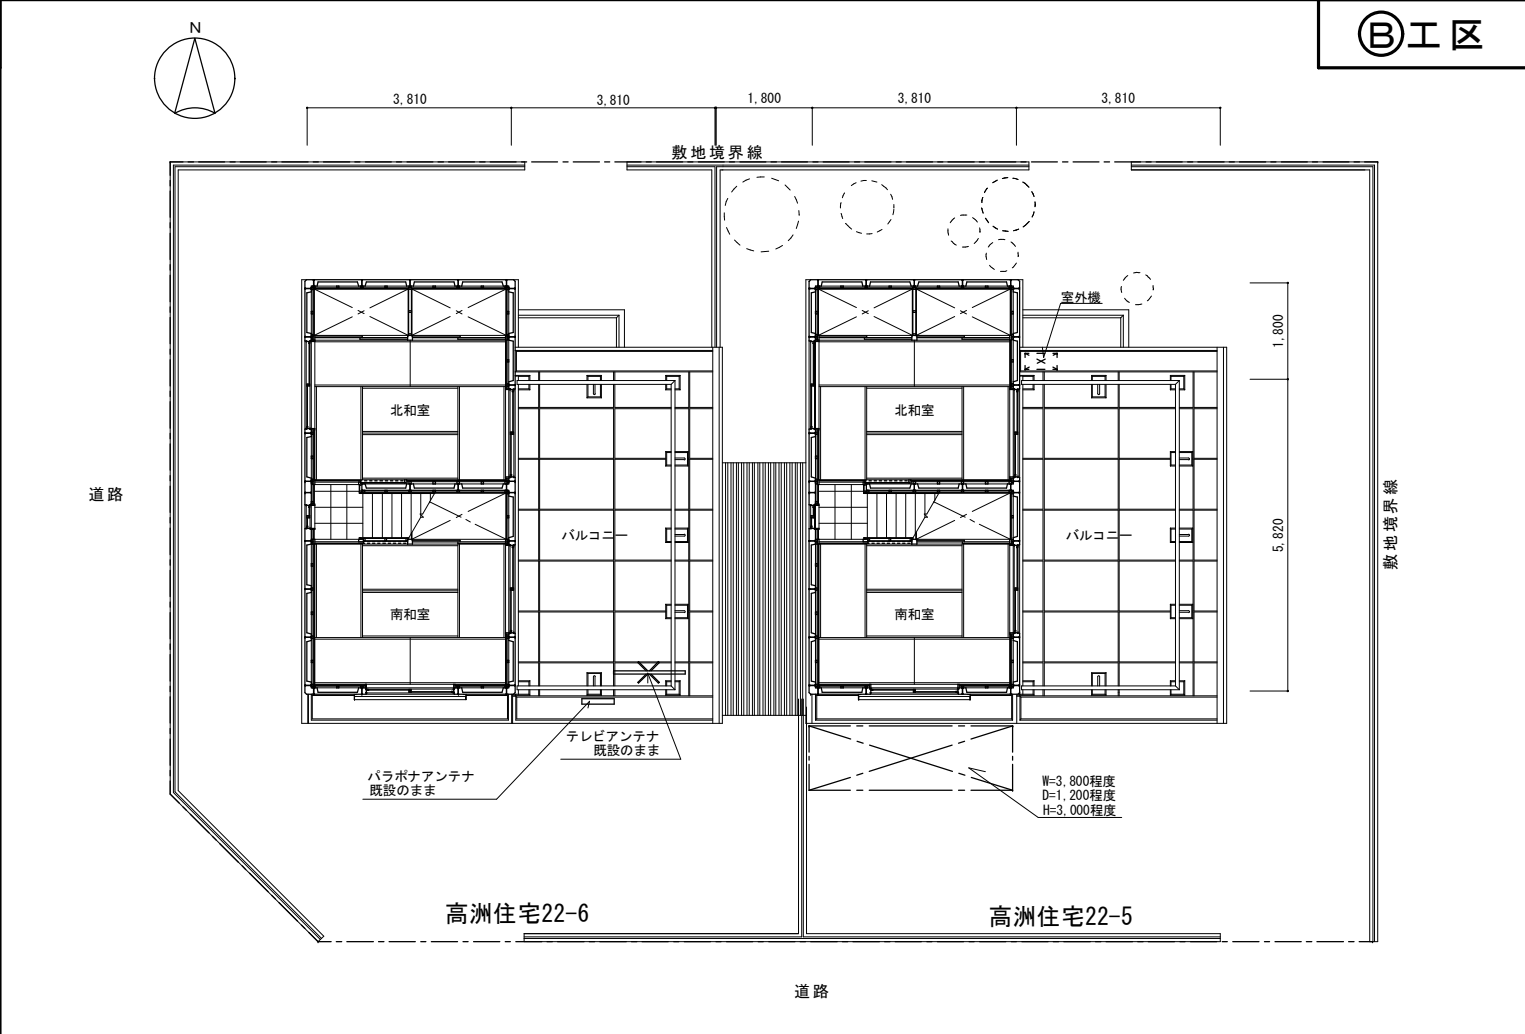 Ⓑ工区
N
3,810
3,810
1,800
3,810
3,810
敷地境界線
室外機
1,800
北和室
北和室
道路
敷地境界線
バルコニー
バルコニー
5,820
南和室
南和室
テレビアンテナ
既設のまま
パラボナアンテナ
既設のまま
W=3,800程度
D=1,200程度
H=3,000程度
高洲住宅22-6
高洲住宅22-5
道路